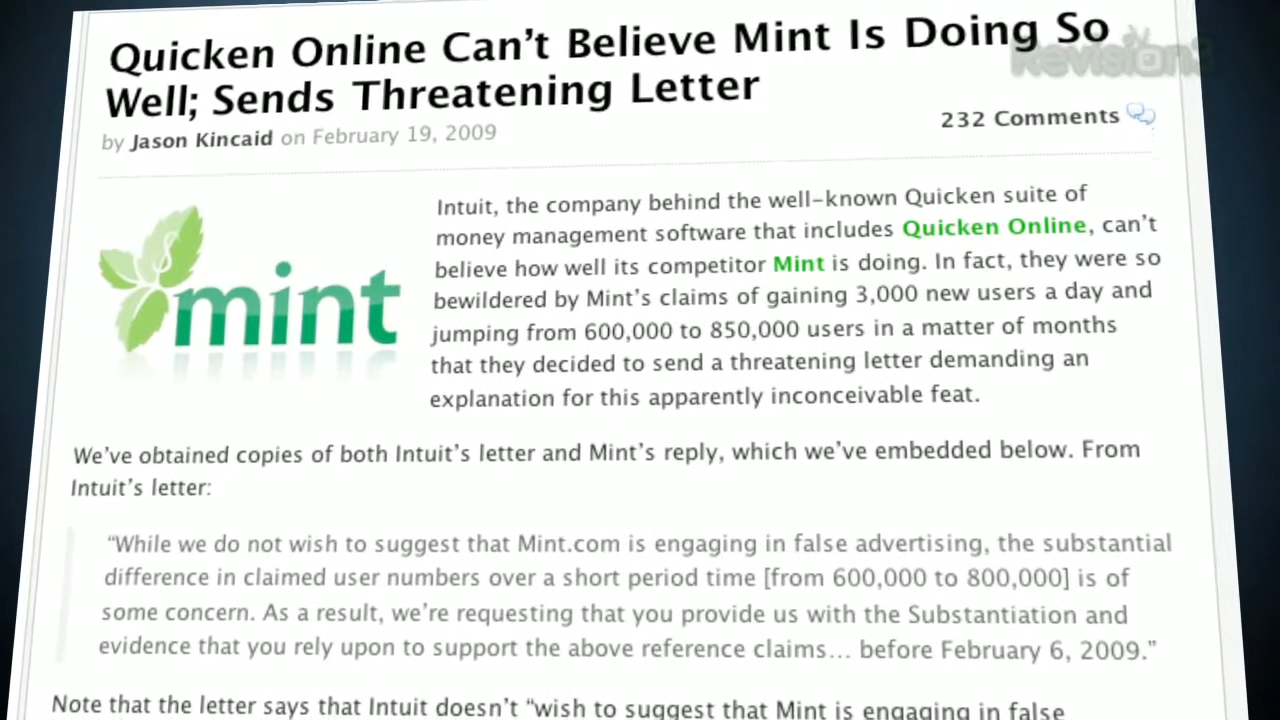 Quicken Online Can't Believe Mint Is Doing So
Well; Sends Threatening Letter
Revision3
by Jason Kincaid on February 19, 2009
232 Comments
mint
Intuit, the company behind the well-known Quicken suite of
money management software that includes Quicken Online, can't
believe how well its competitor Mint is doing. In fact, they were so
bewildered by Mint's claims of gaining 3,000 new users a day and
jumping from 600,000 to 850,000 users in a matter of months
that they decided to send a threatening letter demanding an
explanation for this apparently inconceivable feat.
We've obtained copies of both Intuit's letter and Mint's reply, which we've embedded below. From
Intuit's letter:
"While we do not wish to suggest that Mint.com is engaging in false advertising, the substantial
difference in claimed user numbers over a short period time [from 600,000 to 800,000] is of
some concern. As a result, we're requesting that you provide us with the Substantiation and
evidence that you rely upon to support the above reference claims... before February 6, 2009."
Note that the letter says that Intuit doesn't "wish to suggest that Mint is engaging in false